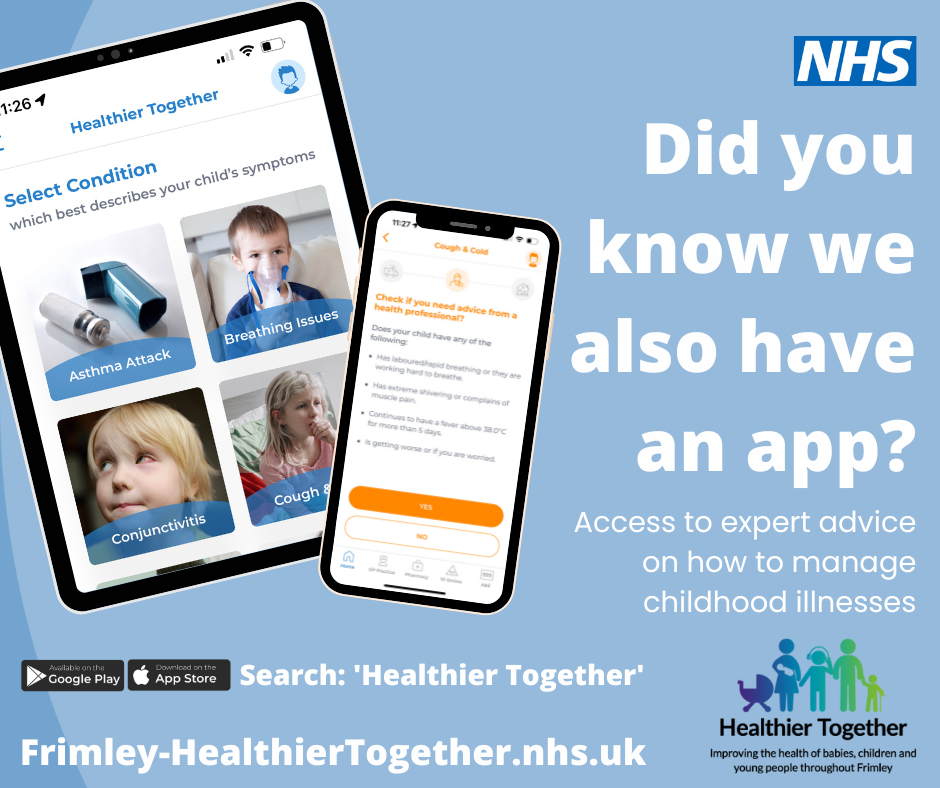 NHS
Did you
know we
also have
an app?
Access to expert advice
on how to manage
childhood illnesses
11:26
Healthier Together
Select Condition
which best describes your child's symptoms
Asthma Attack
Breathing Issues
Conjunctivitis
Cough &
11:27
Cough & Cold
Check if you need advice from a
health professional?
Does your child have any of the
following:
• Has laboured/rapid breathing or they are
working hard to breathe.
• Has extreme shivering or complains of
muscle pain.
• Continues to have a fever above 38.0°C
for more than 5 days.
• Is getting worse or if you are worried.
YES
NO
Home
GP Practice
Pharmacy
111 Online
A&E
Available on the
Google Play
Download on the
App Store
Search: 'Healthier Together'
Frimley-HealthierTogether.nhs.uk
Healthier Together
Improving the health of babies, children and
young people throughout Frimley